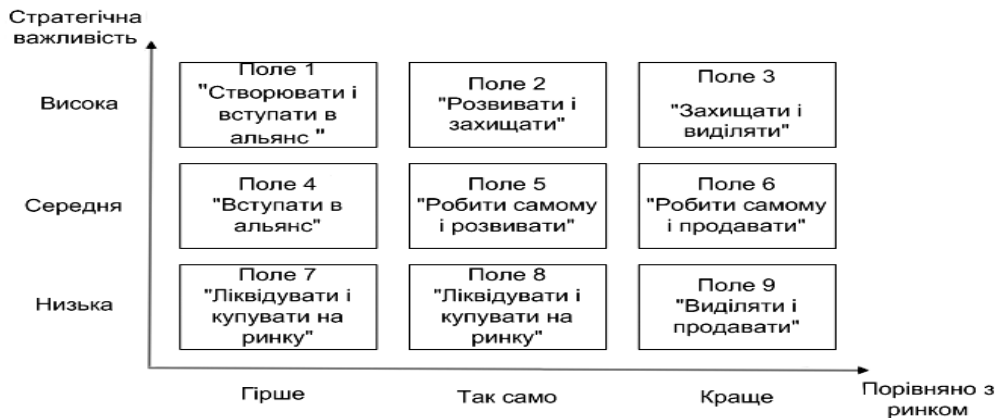 Стратегічна
важливість
Висока
Поле 1
"Створювати і
вступати в
альянс "
Поле 2
"Розвивати і
захищати"
Поле 3
"Захищати і
виділяти"
Середня
Поле 4
"Вступати в
альянс"
Поле 5
"Робити самому
і розвивати"
Поле 6
"Робити самому
і продавати"
Низька
Поле 7
"Ліквідувати і
купувати на
ринку"
Поле 8
"Ліквідувати і
купувати на
ринку"
Поле 9
"Виділяти і
продавати"
Гірше
Так само
Краще
Порівняно з
ринком